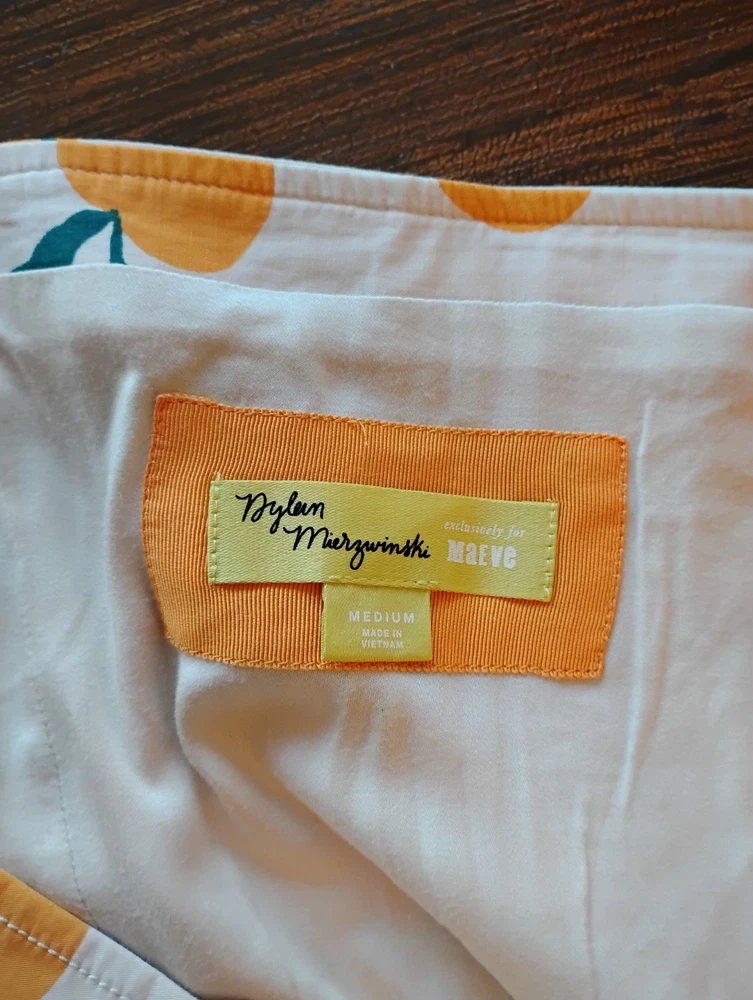 Dylan
Mierzwinski
exclusively for
MaEVe
MEDIUM
MADE IN
VIETNAM